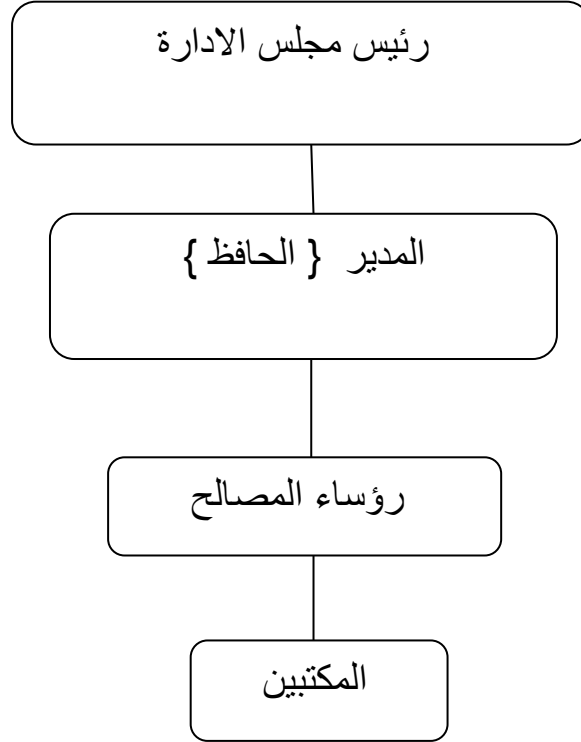 رئيس مجلس الادارة
المدير { الحافظ }
رؤساء المصالح
المكتبين